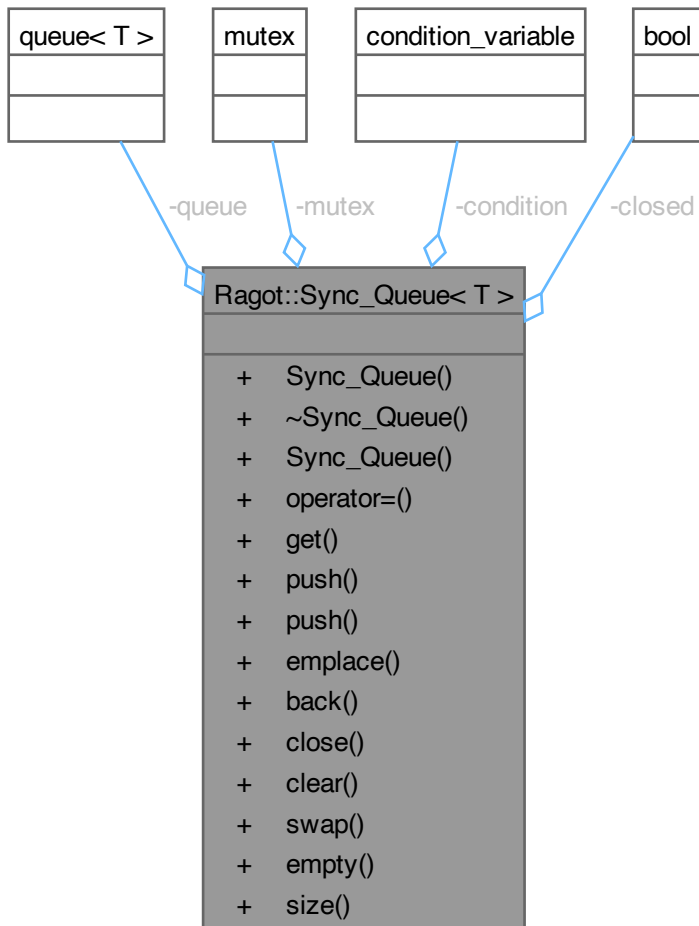 queue< T >
mutex
condition_variable
bool
-queue
-mutex
-condition
-closed
Ragot::Sync_Queue< T >
+ Sync_Queue()
+ ~Sync_Queue()
+ Sync_Queue()
+ operator=()
+ get()
+ push()
+ push()
+ emplace()
+ back()
+ close()
+ clear()
+ swap()
+ empty()
+ size()